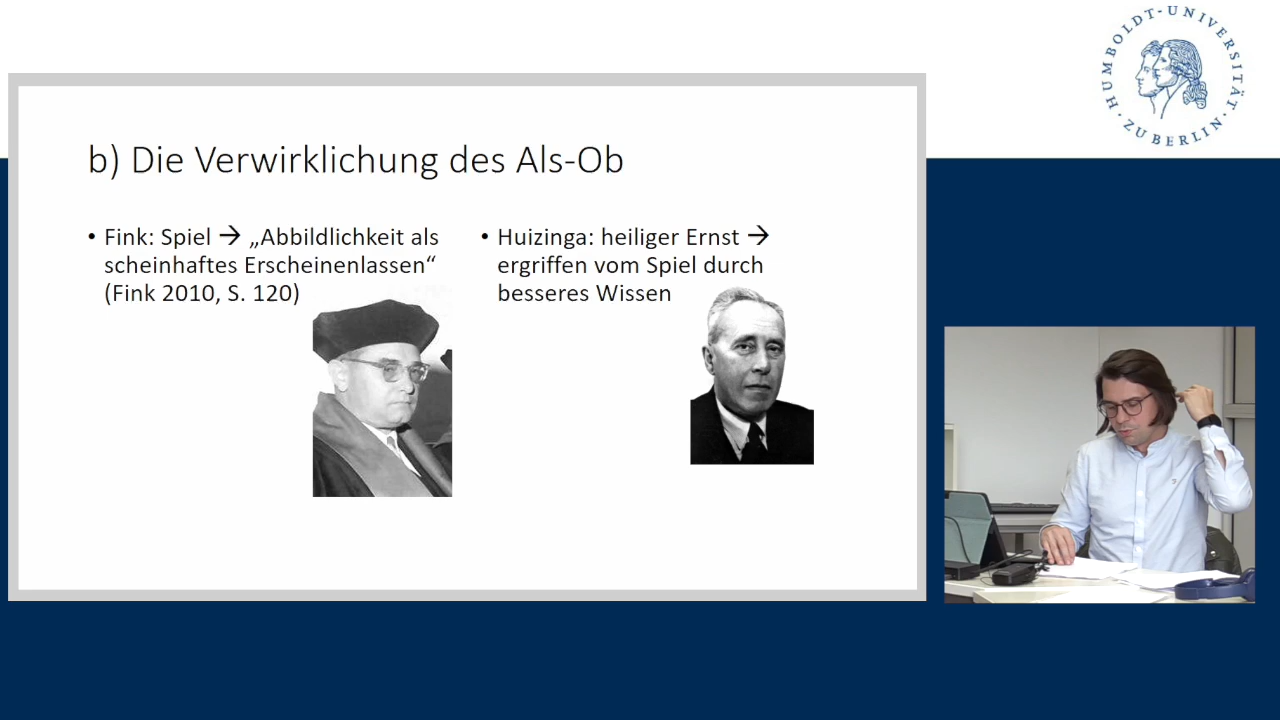 HUMBOLDT-UNIVERSITÄT ZU BERLIN
b) Die Verwirklichung des Als-Ob
• Fink: Spiel → „Abbildlichkeit als
scheinhaftes Erscheinenlassen“
(Fink 2010, S. 120)
• Huizinga: heiliger Ernst →
ergriffen vom Spiel durch
besseres Wissen